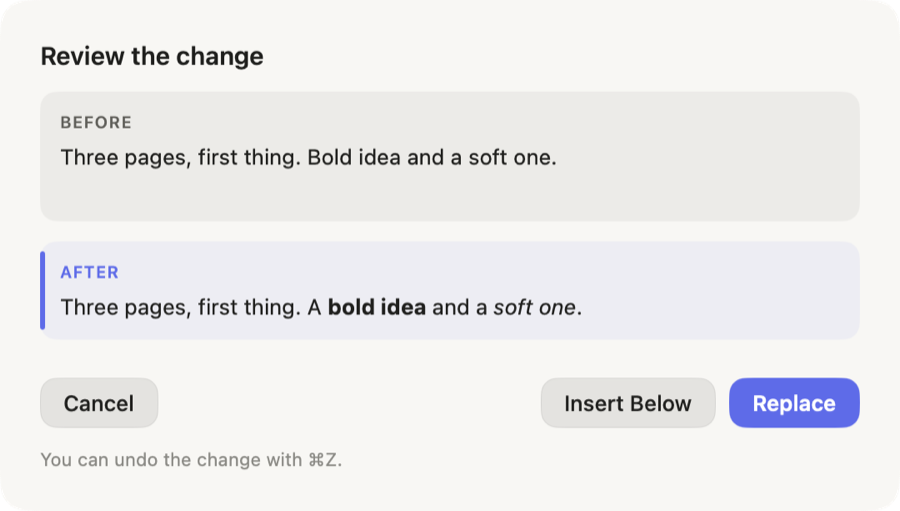 Review the change
BEFORE
Three pages, first thing. Bold idea and a soft one.
AFTER
Three pages, first thing. A bold idea and a soft one.
Cancel
Insert Below
Replace
You can undo the change with ⌘Z.